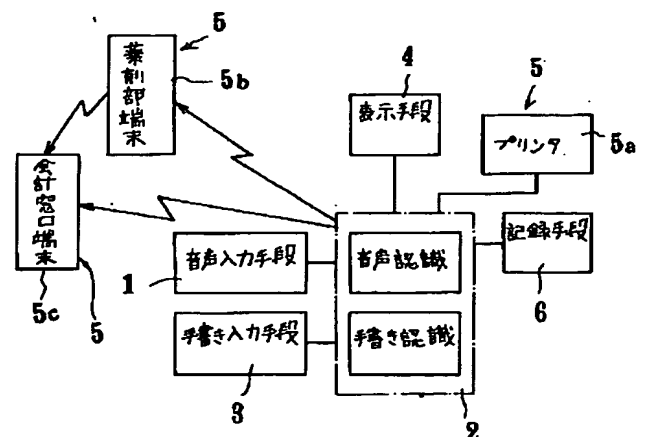 5
薬剤部端末
5b
4
表示手段
5
プリンタ
5a
会計窓口端末
5c
5
音声入力手段
1
音声認識
記録手段
6
手書き入力手段
3
手書き認識
2